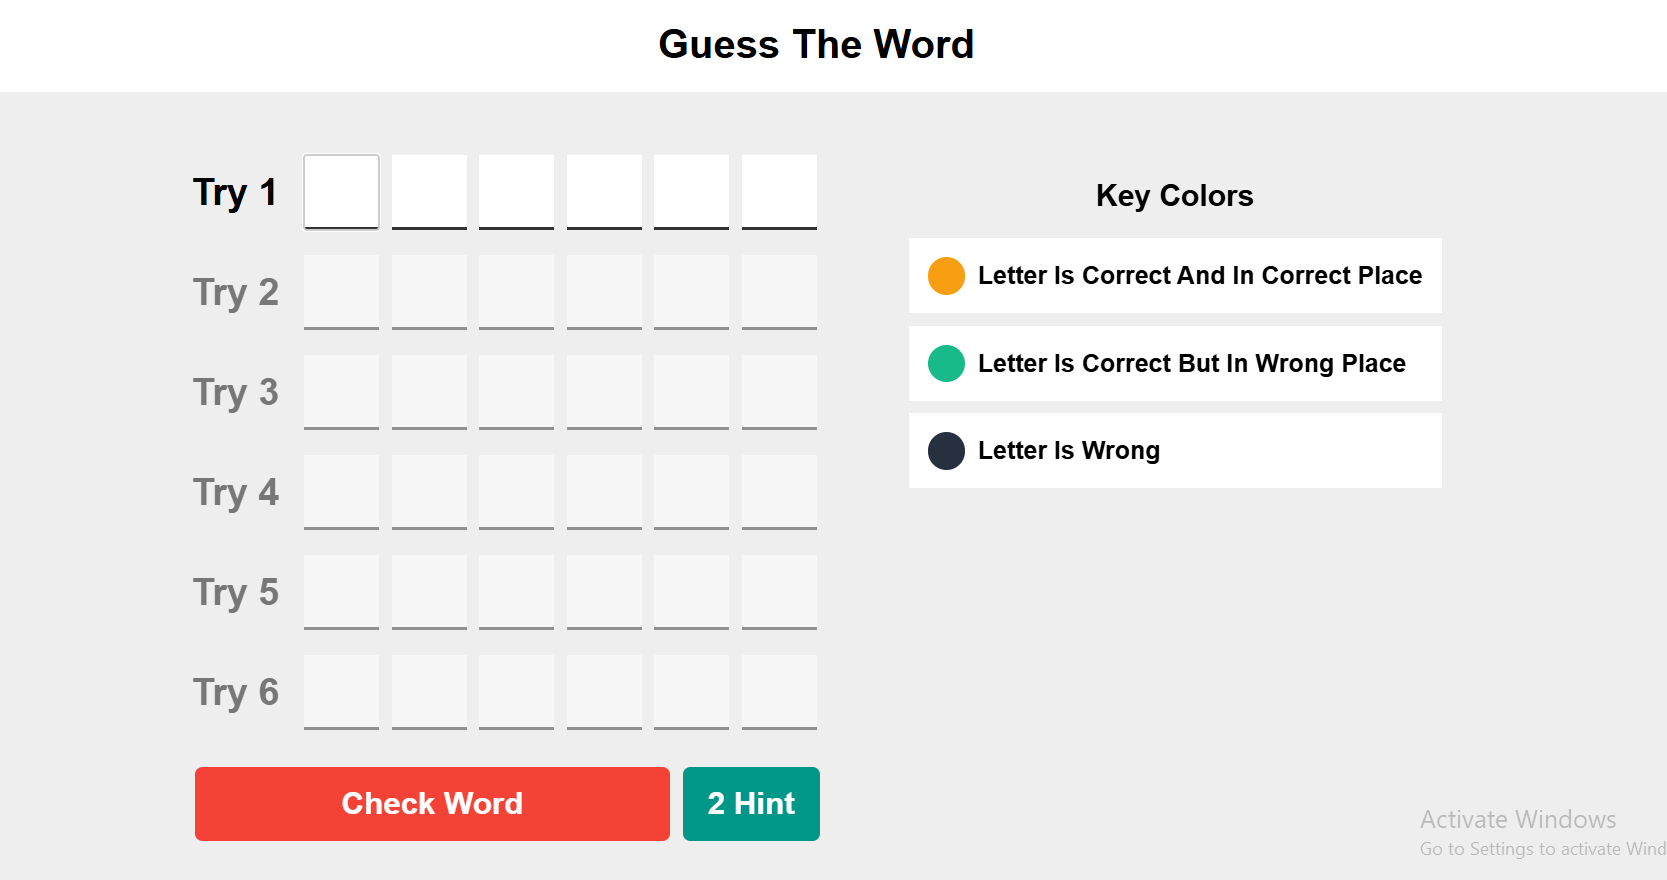 Guess The Word
Try 1
Try 2
Try 3
Try 4
Try 5
Try 6
Check Word
2 Hint
Key Colors
Letter Is Correct And In Correct Place
Letter Is Correct But In Wrong Place
Letter Is Wrong
Activate Windows
Go to Settings to activate Wind